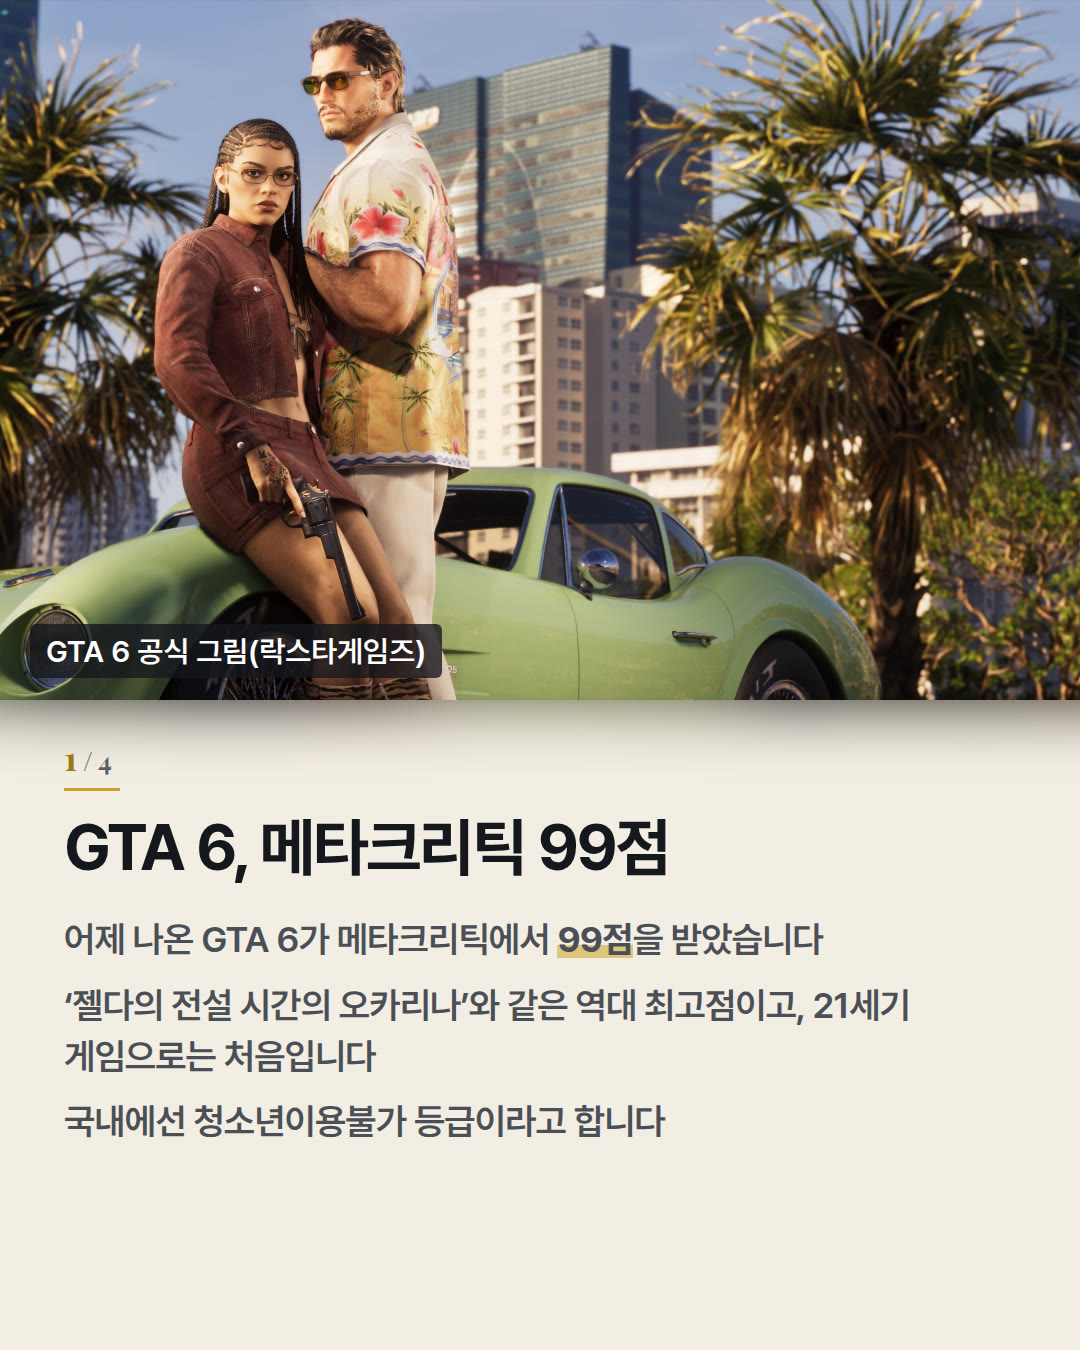 GTA 6 공식 그림(락스타게임즈)
1 / 4
GTA 6, 메타크리틱 99점
어제 나온 GTA 6가 메타크리틱에서 99점을 받았습니다
‘젤다의 전설 시간의 오카리나’와 같은 역대 최고점이고, 21세기
게임으로는 처음입니다
국내에선 청소년이용불가 등급이라고 합니다